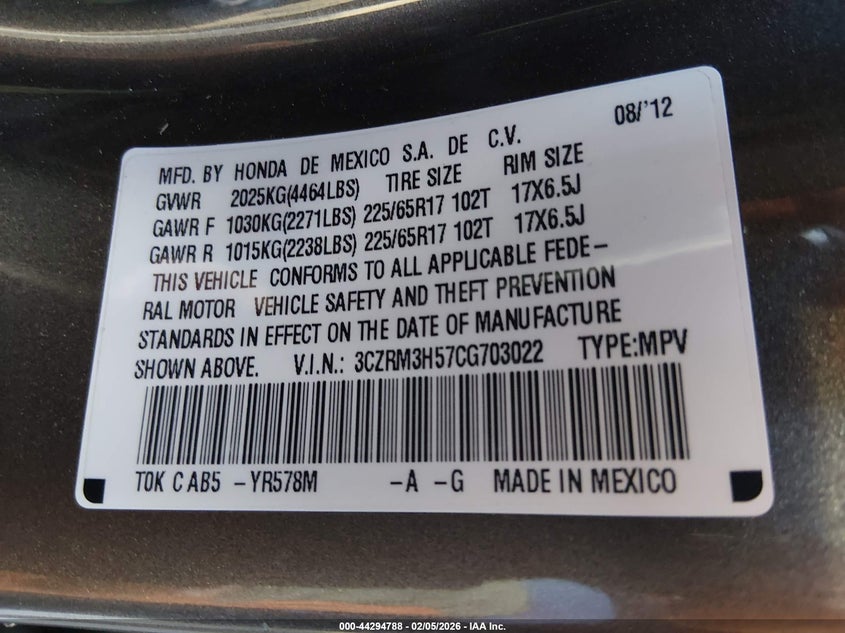 08/'12
MFD. BY HONDA DE MEXICO S.A. DE C.V.
GVWR 2025KG(4464LBS) TIRE SIZE RIM SIZE
GAWR F 1030KG(2271LBS) 225/65R17 102T 17X6.5J
GAWR R 1015KG(2238LBS) 225/65R17 102T 17X6.5J
THIS VEHICLE CONFORMS TO ALL APPLICABLE FEDE-
RAL MOTOR VEHICLE SAFETY AND THEFT PREVENTION
STANDARDS IN EFFECT ON THE DATE OF MANUFACTURE
SHOWN ABOVE. V.I.N.: 3CZRM3H57CG703022 TYPE:MPV
T0K C AB5 -YR578M -A -G MADE IN MEXICO
000-44294788 - 02/05/2026 - IAA Inc.